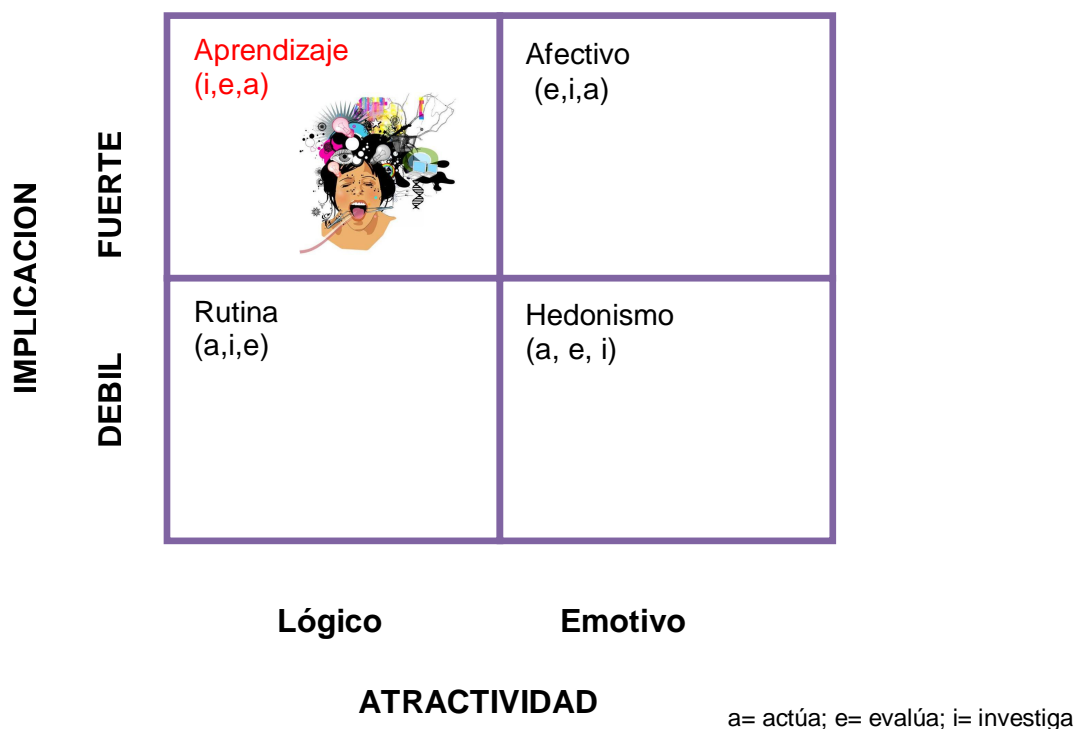 Aprendizaje
(i,e,a)
Afectivo
(e,i,a)
FUERTE
IMPLICACION
Rutina
(a,i,e)
Hedonismo
(a, e, i)
DEBIL
Lógico
Emotivo
ATRACTIVIDAD
a= actúa; e= evalúa; i= investiga